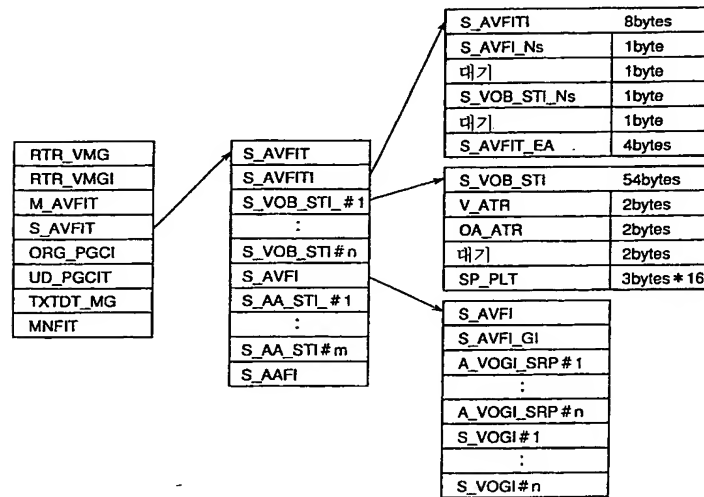 RTR_VMG
RTR_VMGI
M_AVFIT
S_AVFIT
ORG_PGCI
UD_PGCIT
TXTDT_MG
MNFIT
S_AVFIT
S_AVFITI
S_VOB_STI_#1
:
S_VOB_STI#n
S_AVFI
S_AA_STI_#1
:
S_AA_STI#m
S_AAFI
S_AVFITI 8bytes
S_AVFI_Ns 1byte
대기 1byte
S_VOB_STI_Ns 1byte
대기 1byte
S_AVFIT_EA 4bytes
S_VOB_STI 54bytes
V_ATR 2bytes
OA_ATR 2bytes
대기 2bytes
SP_PLT 3bytes*16
S_AVFI
S_AVFI_GI
A_VOGI_SRP#1
:
A_VOGI_SRP#n
S_VOGI#1
:
S_VOGI#n